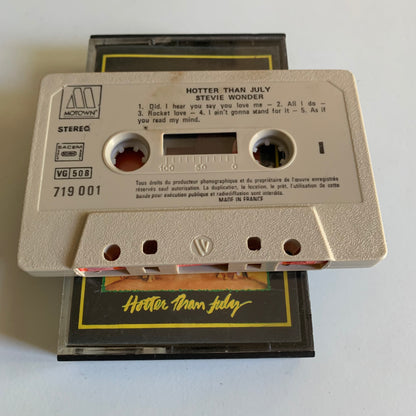 HOTTER THAN JULY
STEVIE WONDER
1. Did I hear you say you love me — 2. All I do —
3. Rocket love — 4. I ain't gonna stand for it — 5. As if
you read my mind.
MOTOWN
STEREO
SACEM
VG 508
719 001
100 50 0
I
Tous droits du producteur phonographique et du propriétaire de l'œuvre enregistrée
réservés sauf autorisation. La duplication, la location, le prêt, l'utilisation de cette
bande pour exécution publique et radiodiffusion sont interdits.
MADE IN FRANCE
Hotter Than July